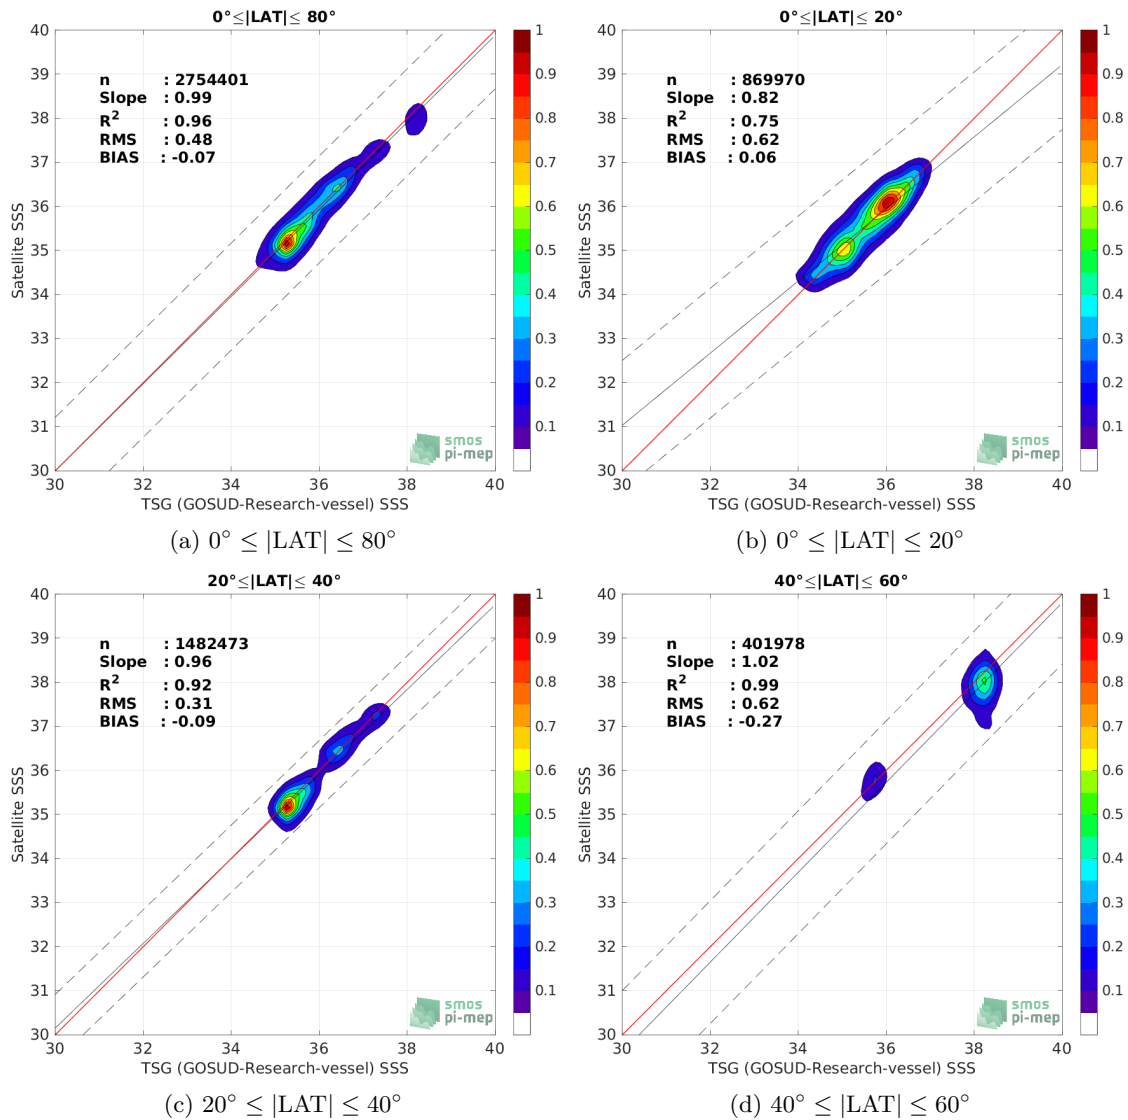 0°≤|LAT|≤ 80°
40
39
38
37
36
35
34
33
32
31
30
Satellite SSS
n : 2754401
Slope : 0.99
R² : 0.96
RMS : 0.48
BIAS : -0.07
smos
pi-mep
30 32 34 36 38 40
TSG (GOSUD-Research-vessel) SSS
1
0.9
0.8
0.7
0.6
0.5
0.4
0.3
0.2
0.1
(a) 0° ≤ |LAT| ≤ 80°
0°≤|LAT|≤ 20°
40
39
38
37
36
35
34
33
32
31
30
Satellite SSS
n : 869970
Slope : 0.82
R² : 0.75
RMS : 0.62
BIAS : 0.06
smos
pi-mep
30 32 34 36 38 40
TSG (GOSUD-Research-vessel) SSS
1
0.9
0.8
0.7
0.6
0.5
0.4
0.3
0.2
0.1
(b) 0° ≤ |LAT| ≤ 20°
20°≤|LAT|≤ 40°
40
39
38
37
36
35
34
33
32
31
30
Satellite SSS
n : 1482473
Slope : 0.96
R² : 0.92
RMS : 0.31
BIAS : -0.09
smos
pi-mep
30 32 34 36 38 40
TSG (GOSUD-Research-vessel) SSS
1
0.9
0.8
0.7
0.6
0.5
0.4
0.3
0.2
0.1
(c) 20° ≤ |LAT| ≤ 40°
40°≤|LAT|≤ 60°
40
39
38
37
36
35
34
33
32
31
30
Satellite SSS
n : 401978
Slope : 1.02
R² : 0.99
RMS : 0.62
BIAS : -0.27
smos
pi-mep
30 32 34 36 38 40
TSG (GOSUD-Research-vessel) SSS
1
0.9
0.8
0.7
0.6
0.5
0.4
0.3
0.2
0.1
(d) 40° ≤ |LAT| ≤ 60°